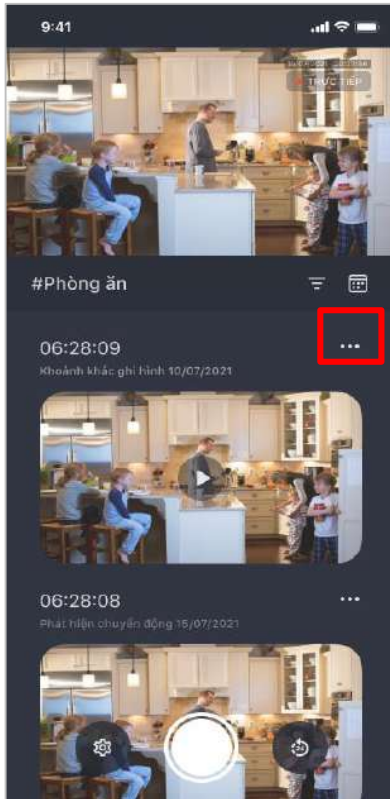 9:41
TRỰC TIẾP
#Phòng ăn
06:28:09
Khoảnh khắc ghi hình 10/07/2021
06:28:08
Phát hiện chuyển động 15/07/2021